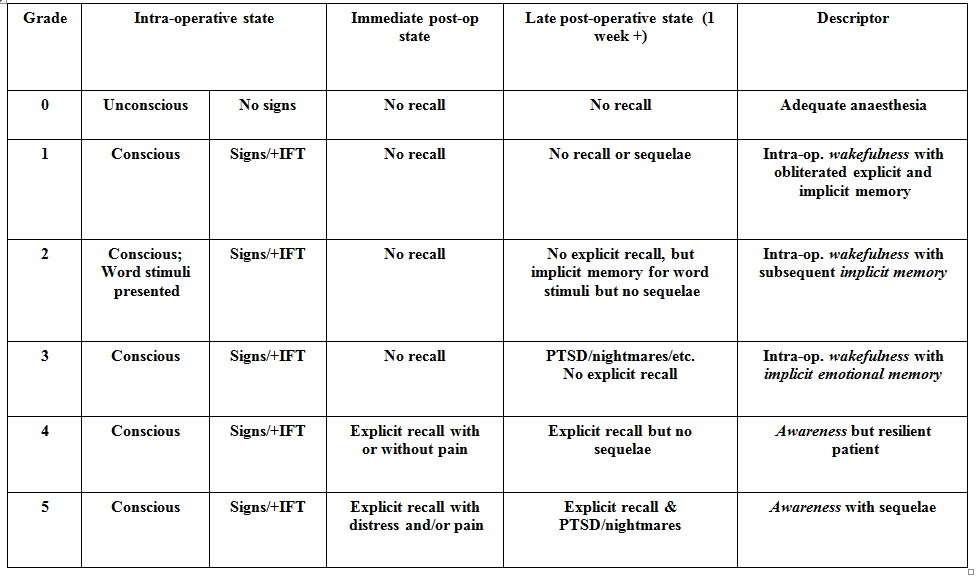 Grade
Intra-operative state
Immediate post-op
state
Late post-operative state (1
week +)
Descriptor
0
Unconscious
No signs
No recall
No recall
Adequate anaesthesia
1
Conscious
Signs/+IFT
No recall
No recall or sequelae
Intra-op. wakefulness with
obliterated explicit and
implicit memory
2
Conscious;
Word stimuli
presented
Signs/+IFT
No recall
No explicit recall, but
implicit memory for word
stimuli but no sequelae
Intra-op. wakefulness with
subsequent implicit memory
3
Conscious
Signs/+IFT
No recall
PTSD/nightmares/etc.
No explicit recall
Intra-op. wakefulness with
implicit emotional memory
4
Conscious
Signs/+IFT
Explicit recall with
or without pain
Explicit recall but no
sequelae
Awareness but resilient
patient
5
Conscious
Signs/+IFT
Explicit recall with
distress and/or pain
Explicit recall &
PTSD/nightmares
Awareness with sequelae